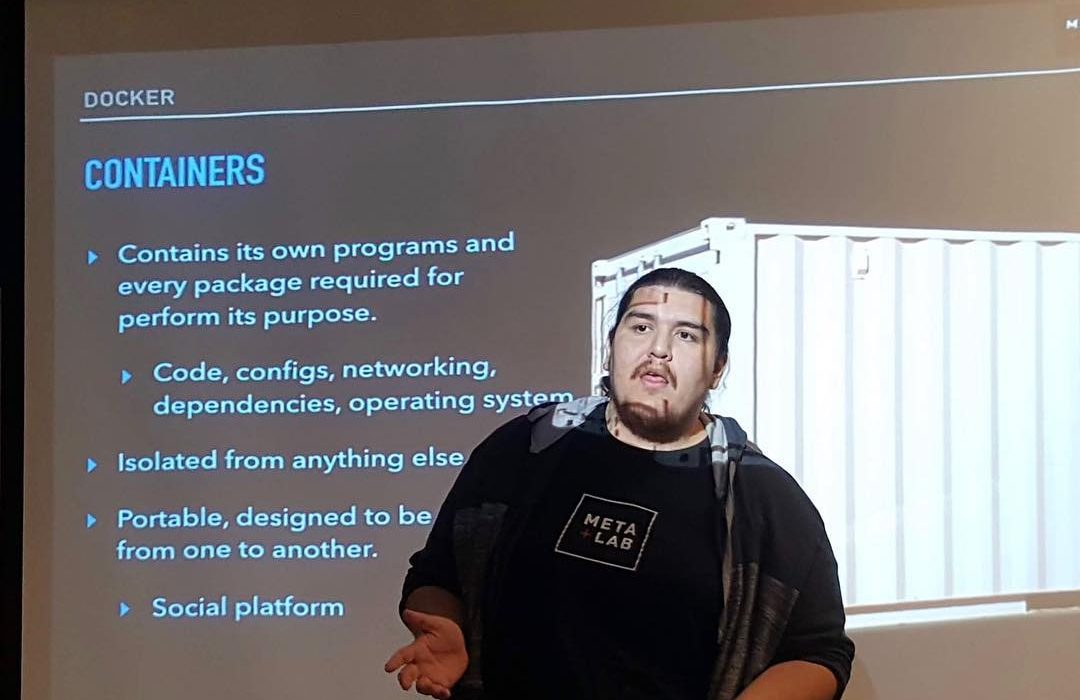 DOCKER
CONTAINERS
Contains its own programs and
every package required for
perform its purpose.
Code, configs, networking,
dependencies, operating system
Isolated from anything else
Portable, designed to be
from one to another.
Social platform
META
+LAB